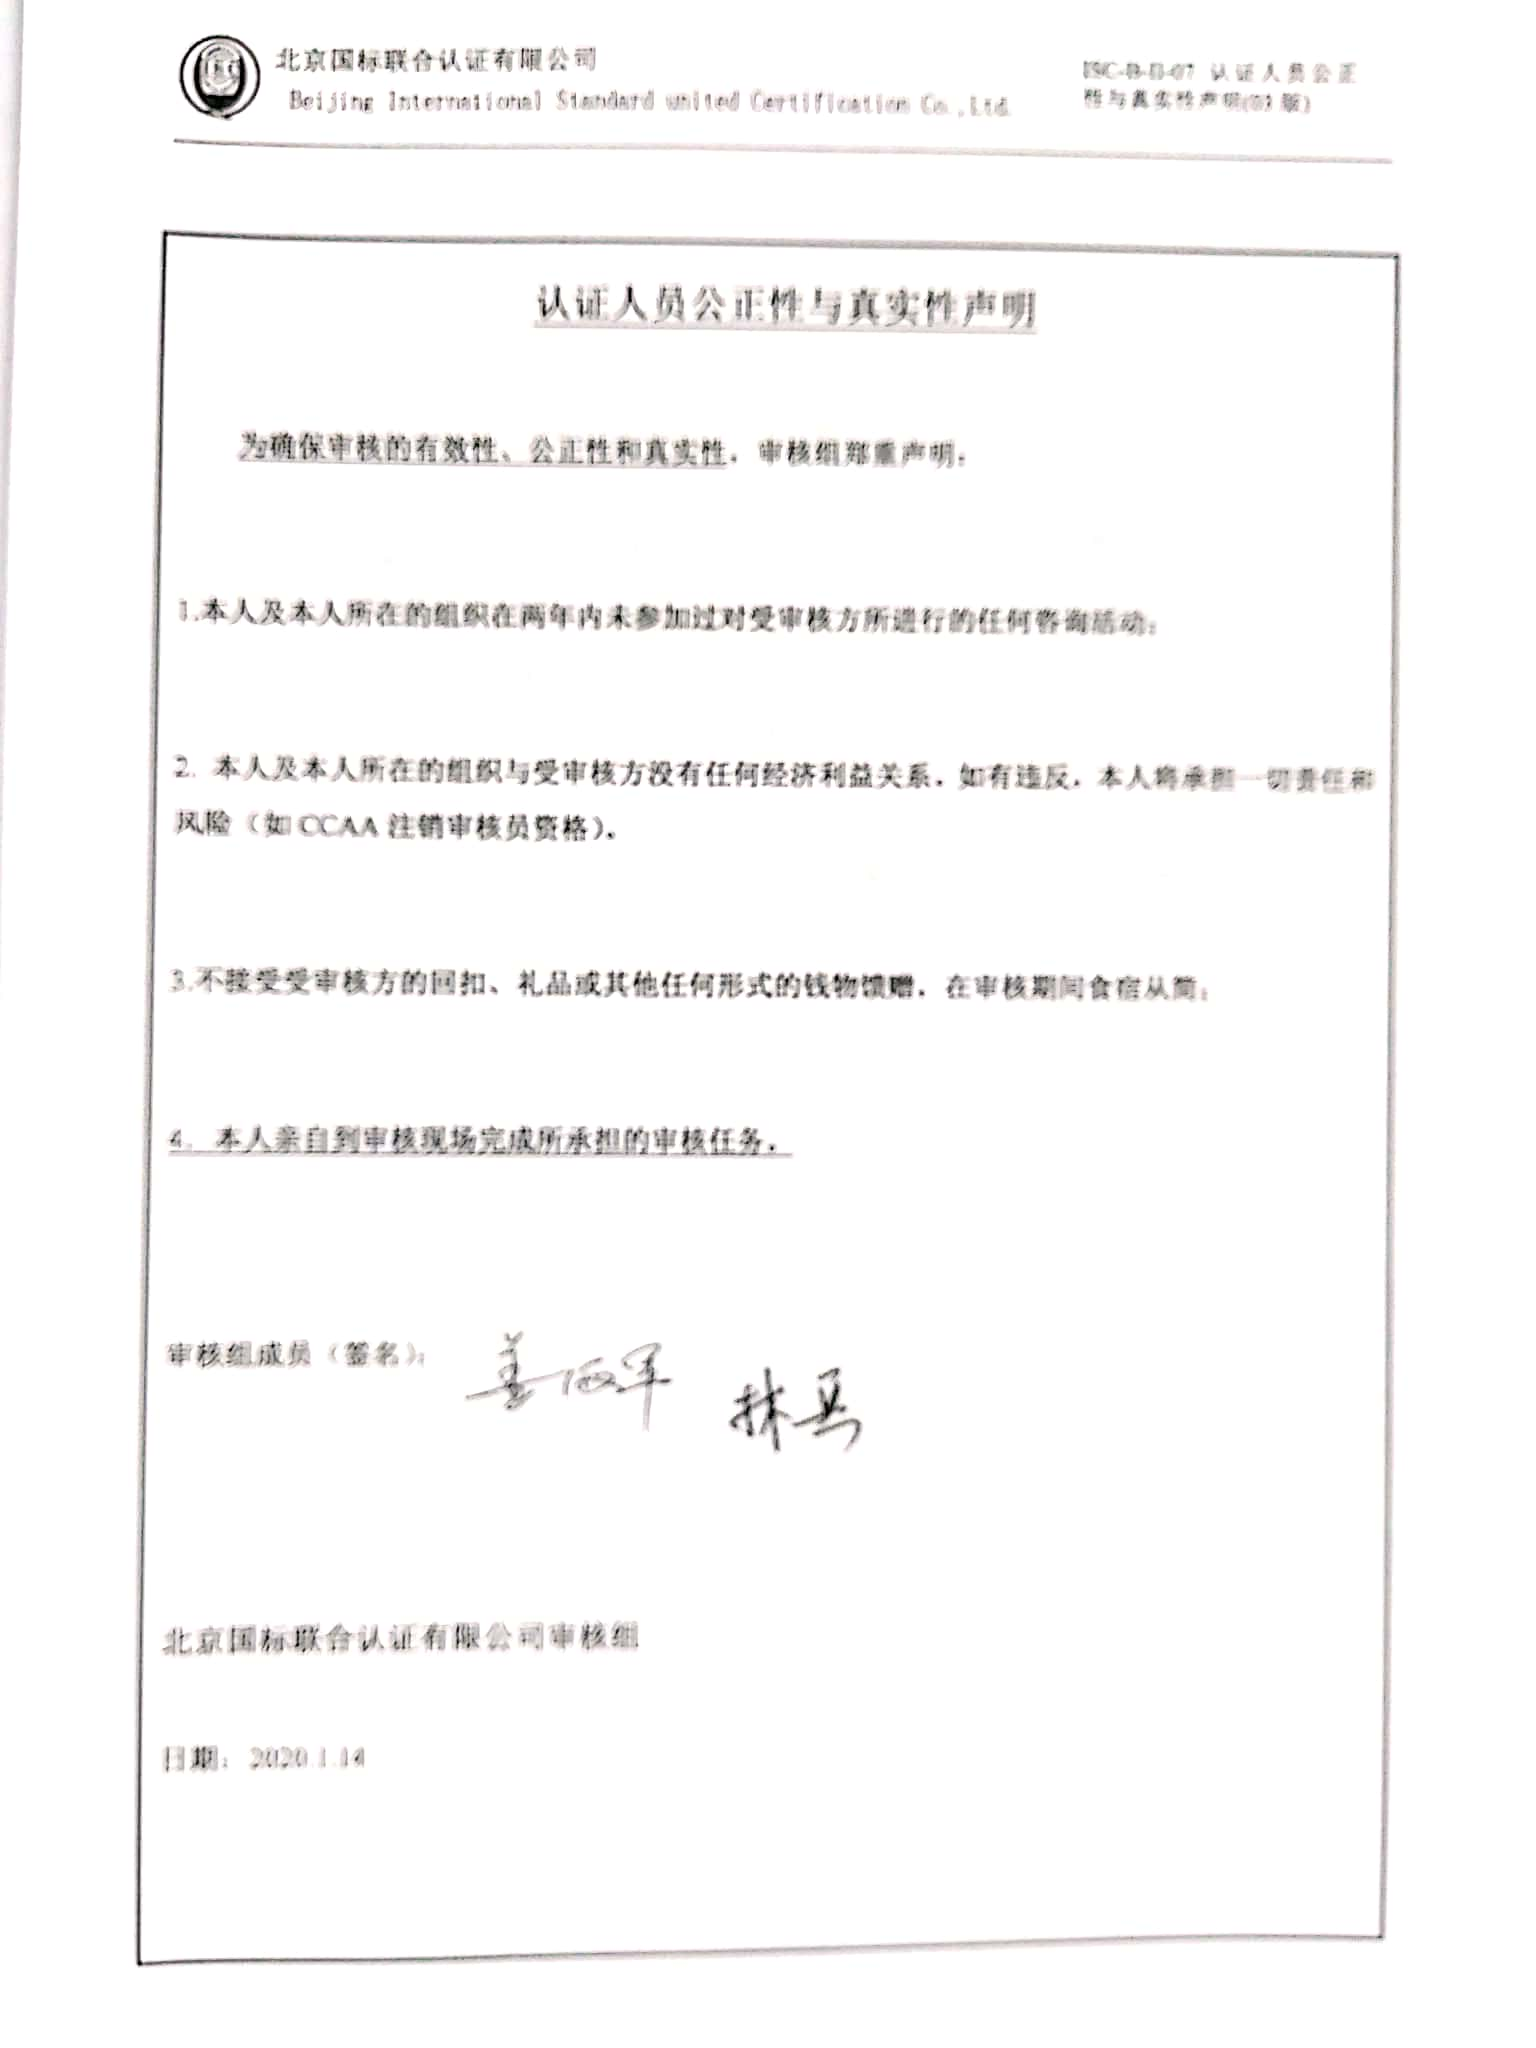 北京国标联合认证有限公司
Beijing International Standard united Certification Co.,Ltd.
ISC-B-II-07 认证人员公正
性与真实性声明(03版)
认证人员公正性与真实性声明
为确保审核的有效性、公正性和真实性，审核组郑重声明：
1.本人及本人所在的组织在两年内未参加过对受审核方所进行的任何咨询活动；
2. 本人及本人所在的组织与受审核方没有任何经济利益关系，如有违反，本人将承担一切责任和
风险（如 CCAA 注销审核员资格）。
3.不接受受审核方的回扣、礼品或其他任何形式的钱物馈赠，在审核期间食宿从简；
4. 本人亲自到审核现场完成所承担的审核任务。
审核组成员（签名）： 林兵
北京国标联合认证有限公司审核组
日期： 2020.1.14